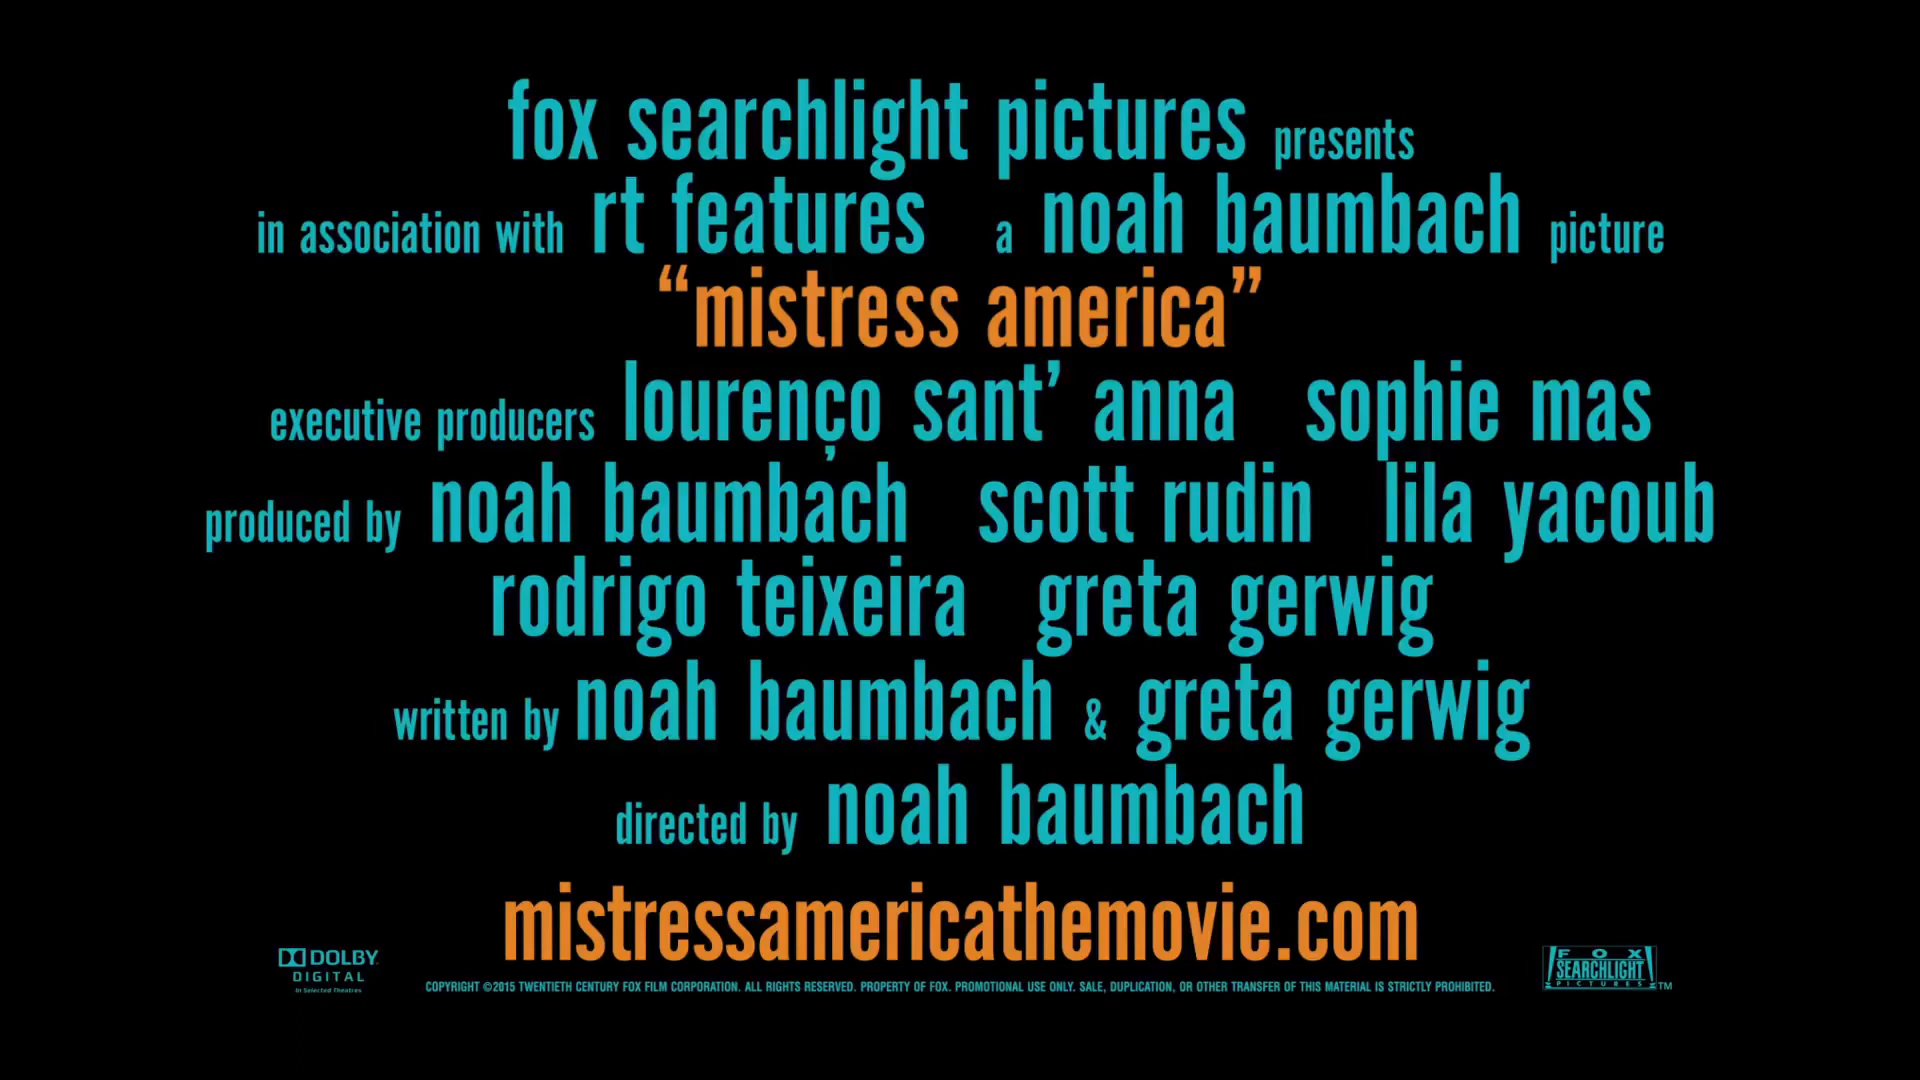 fox searchlight pictures presents
in association with rt features a noah baumbach picture
“mistress america”
executive producers lourenço sant’ anna sophie mas
produced by noah baumbach scott rudin lila yacoub
rodrigo teixeira greta gerwig
written by noah baumbach & greta gerwig
directed by noah baumbach
mistressamericathemovie.com
DOLBY
DIGITAL
In Selected Theatres
COPYRIGHT ©2015 TWENTIETH CENTURY FOX FILM CORPORATION. ALL RIGHTS RESERVED. PROPERTY OF FOX. PROMOTIONAL USE ONLY. SALE, DUPLICATION, OR OTHER TRANSFER OF THIS MATERIAL IS STRICTLY PROHIBITED.
FOX
SEARCHLIGHT
PICTURES TM